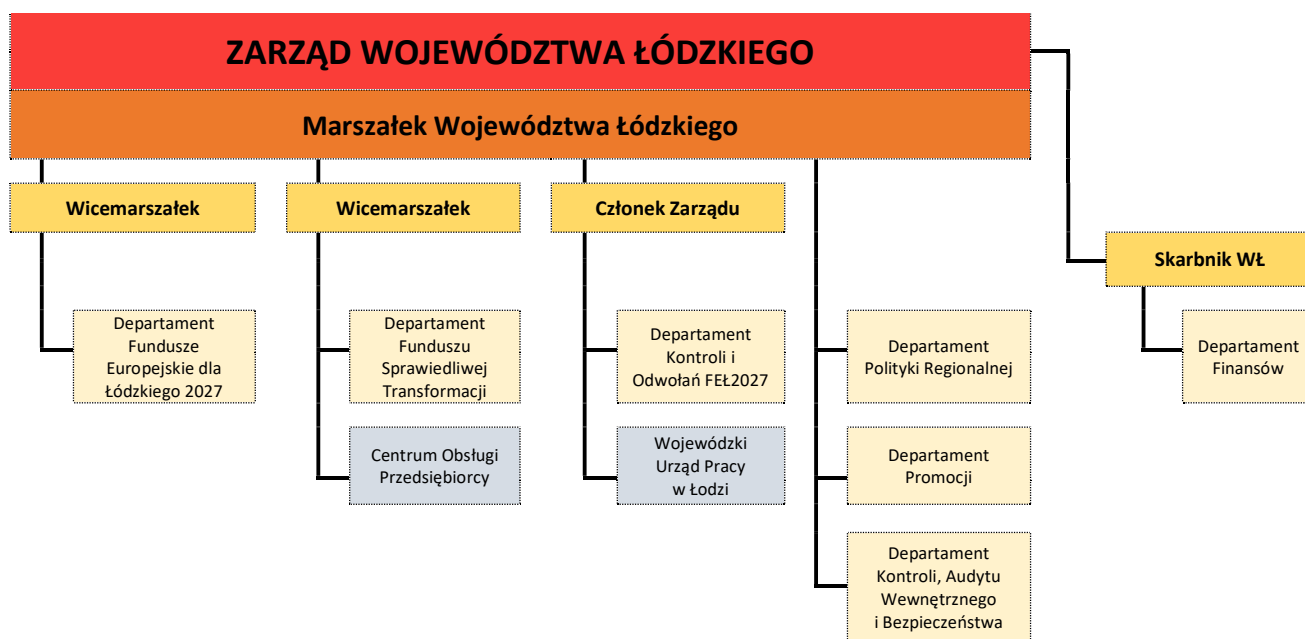 ZARZĄD WOJEWÓDZTWA ŁÓDZKIEGO
Marszałek Województwa Łódzkiego
Wicemarszałek
Wicemarszałek
Członek Zarządu
Skarbnik WŁ
Departament
Fundusze
Europejskie dla
Łódzkiego 2027
Departament
Funduszu
Sprawiedliwej
Transformacji
Departament
Kontroli i
Odwołań FEŁ2027
Departament
Polityki Regionalnej
Departament
Finansów
Centrum Obsługi
Przedsiębiorcy
Wojewódzki
Urząd Pracy
w Łodzi
Departament
Promocji
Departament
Kontroli, Audytu
Wewnętrznego
i Bezpieczeństwa